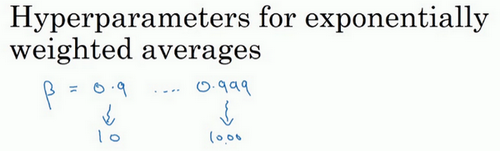 Hyperparameters for exponentially
weighted averages
β = 0.9 .... 0.999
10 1000